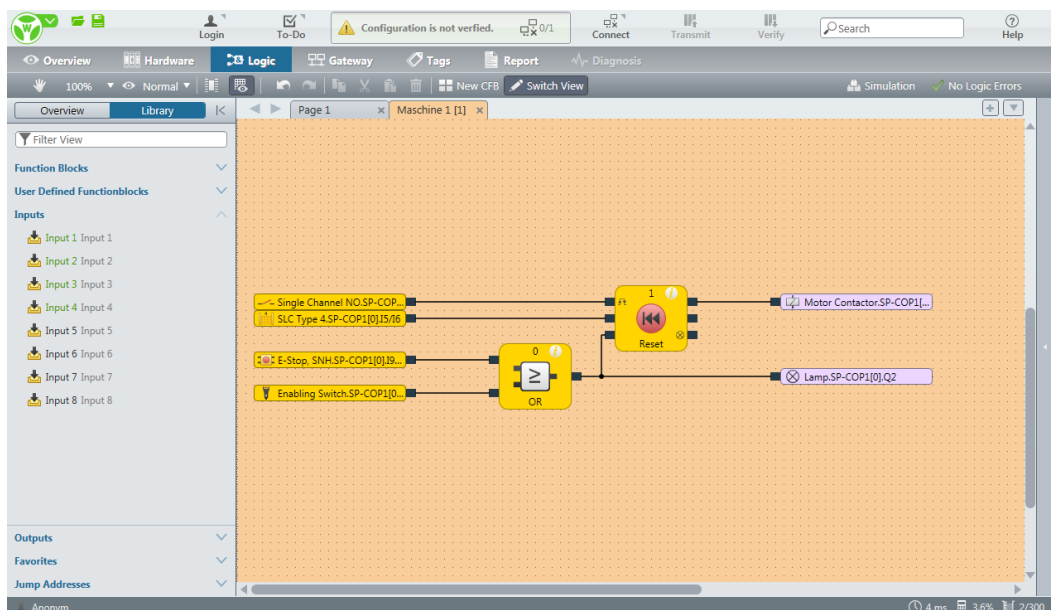 Login
To-Do
Configuration is not verfied.
0/1
Connect
Transmit
Verify
Search
Help
Overview
Hardware
Logic
Gateway
Tags
Report
Diagnosis
100%
Normal
New CFB
Switch View
Simulation
No Logic Errors
Overview
Library
Page 1
Maschine 1 [1]
Filter View
Function Blocks
User Defined Functionblocks
Inputs
Input 1 Input 1
Input 2 Input 2
Input 3 Input 3
Input 4 Input 4
Input 5 Input 5
Input 6 Input 6
Input 7 Input 7
Input 8 Input 8
Outputs
Favorites
Jump Addresses
Single Channel NO.SP-COP...
SLC Type 4.SP-COP1[0].I5/I6
E-Stop, SNH.SP-COP1[0].I9...
Enabling Switch.SP-COP1[0...
0
≥
OR
1
Reset
Motor Contactor.SP-COP1[...
Lamp.SP-COP1[0].Q2
Anonym
4 ms
3.6%
2/300